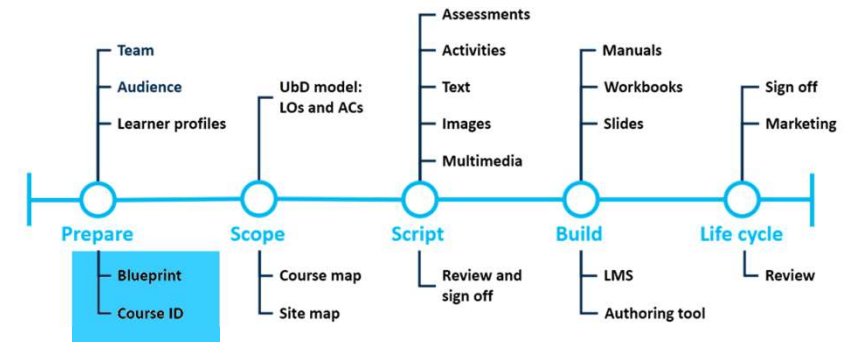 Team
Audience
Learner profiles
UbD model:
LOs and ACs
Assessments
Activities
Text
Images
Multimedia
Manuals
Workbooks
Slides
Sign off
Marketing
Prepare
Scope
Script
Build
Life cycle
Blueprint
Course ID
Course map
Site map
Review and
sign off
LMS
Authoring tool
Review